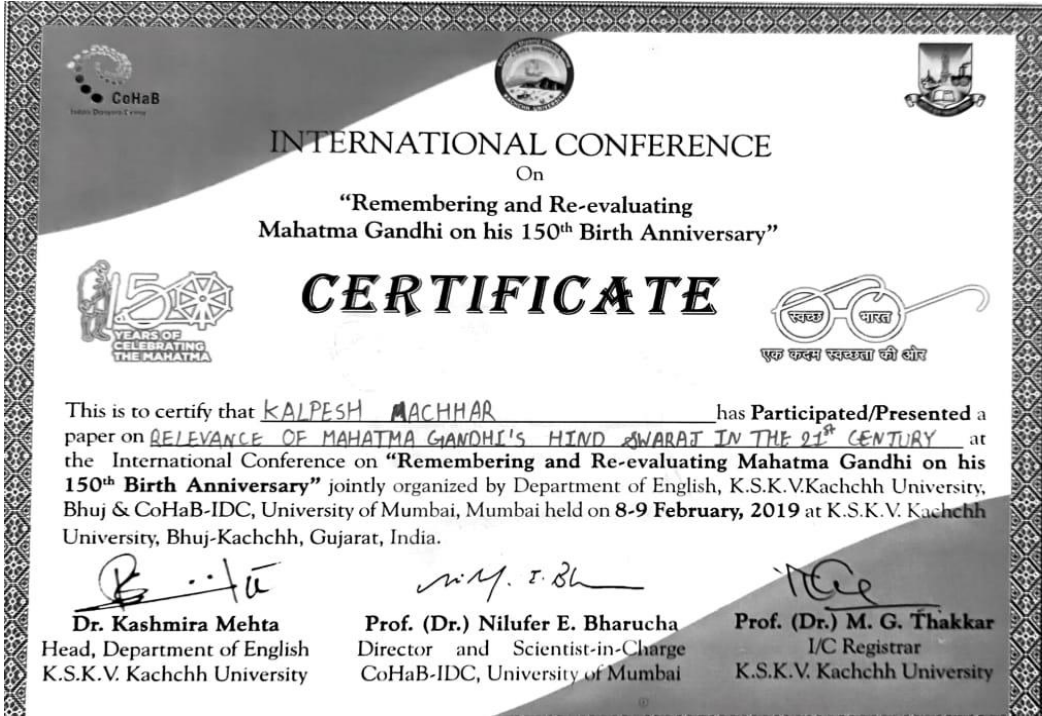 CoHaB
INTERNATIONAL CONFERENCE
On
“Remembering and Re-evaluating
Mahatma Gandhi on his 150th Birth Anniversary”
CERTIFICATE
150
YEARS OF
CELEBRATING
THE MAHATMA
स्वच्छ भारत
एक कदम स्वच्छता की ओर
This is to certify that KALPESH MACHHAR has Participated/Presented a
paper on RELEVANCE OF MAHATMA GANDHI'S HIND SWARAJ IN THE 21st CENTURY at
the International Conference on “Remembering and Re-evaluating Mahatma Gandhi on his
150th Birth Anniversary” jointly organized by Department of English, K.S.K.V.Kachchh University,
Bhuj & CoHaB-IDC, University of Mumbai, Mumbai held on 8-9 February, 2019 at K.S.K.V. Kachchh
University, Bhuj-Kachchh, Gujarat, India.
Dr. Kashmira Mehta Prof. (Dr.) Nilufer E. Bharucha Prof. (Dr.) M. G. Thakkar
Head, Department of English Director and Scientist-in-Charge I/C Registrar
K.S.K.V. Kachchh University CoHaB-IDC, University of Mumbai K.S.K.V. Kachchh University